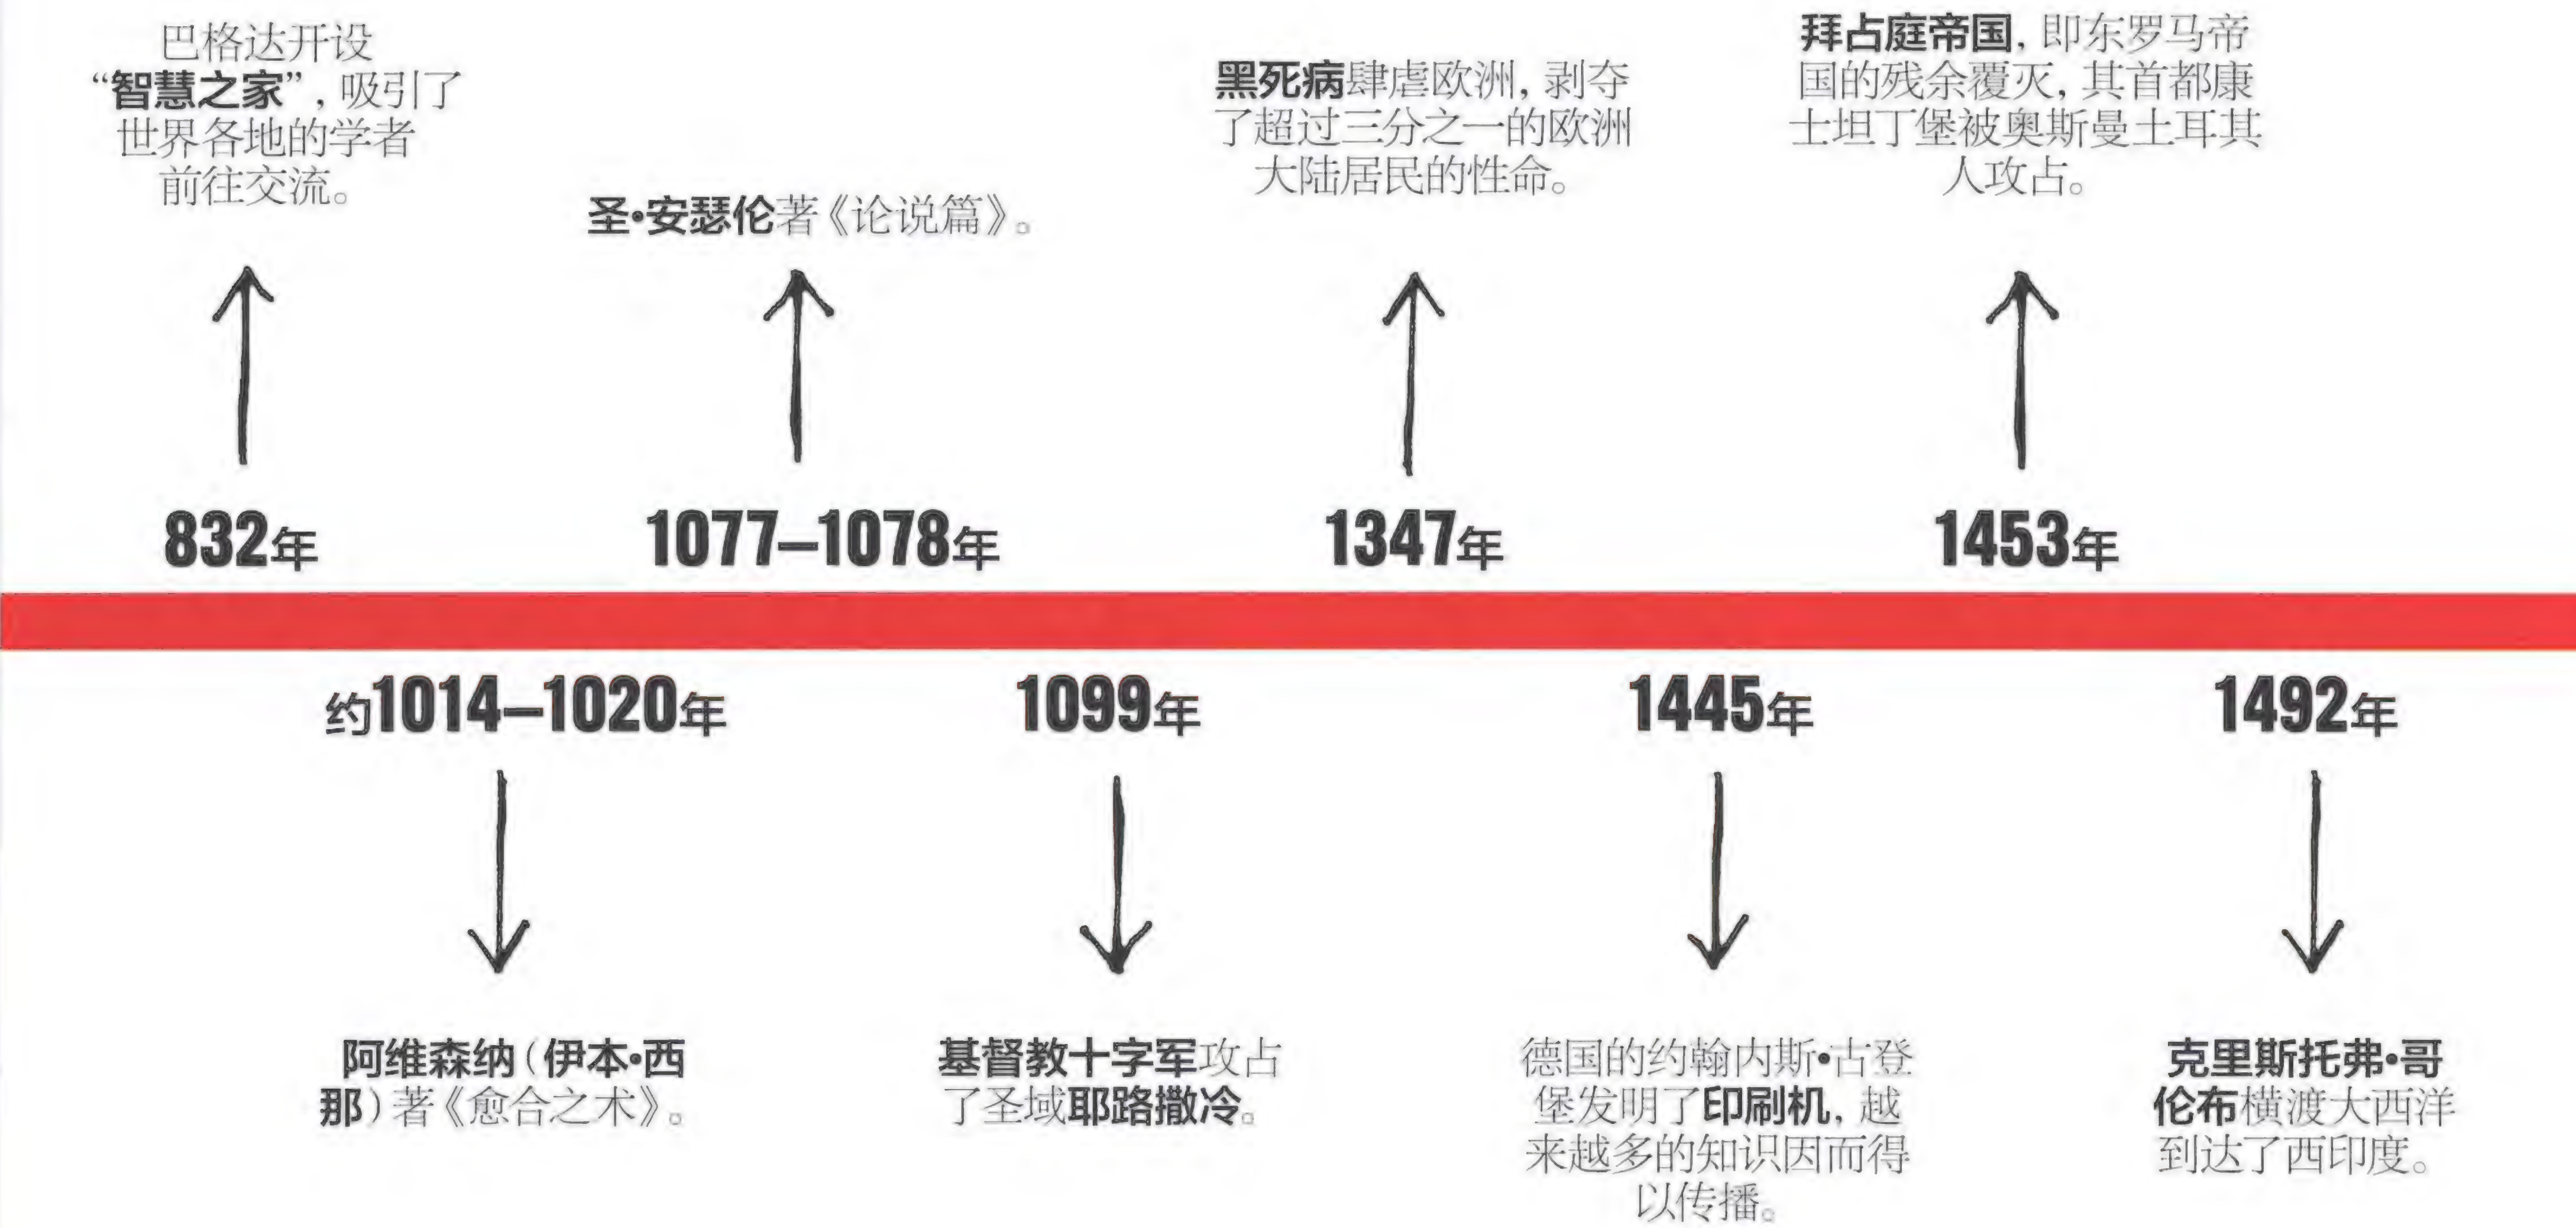 巴格达开设
“智慧之家”,吸引了
世界各地的学者
前往交流。
圣•安瑟伦著《论说篇》。
黑死病肆虐欧洲,剥夺
了超过三分之一的欧洲
大陆居民的性命。
拜占庭帝国,即东罗马帝
国的残余覆灭,其首都康
士坦丁堡被奥斯曼土耳其
人攻占。
832年
1077–1078年
1347年
1453年
约1014–1020年
1099年
1445年
1492年
阿维森纳(伊本•西
那)著《愈合之术》。
基督教十字军攻占
了圣域耶路撒冷。
德国的约翰内斯•古登
堡发明了印刷机,越
来越多的知识因而得
以传播。
克里斯托弗•哥
伦布横渡大西洋
到达了西印度。